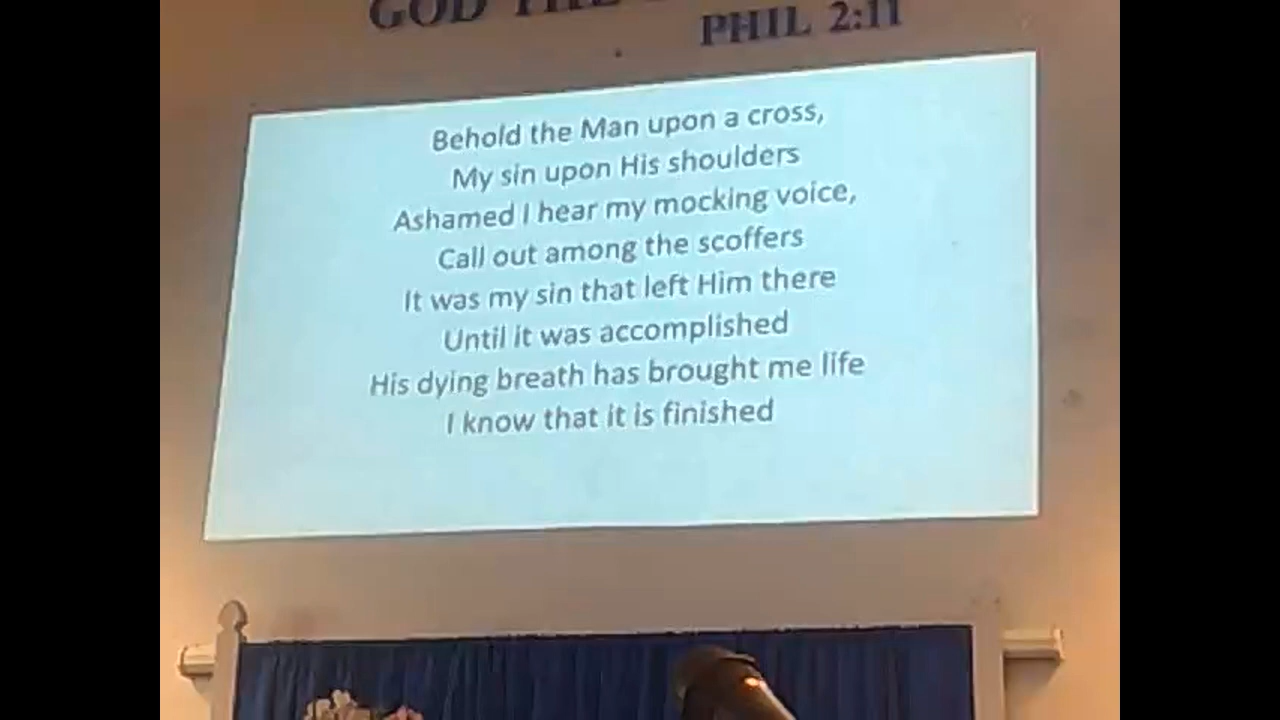 GOD THE
PHIL 2:11
Behold the Man upon a cross,
My sin upon His shoulders
Ashamed I hear my mocking voice,
Call out among the scoffers
It was my sin that left Him there
Until it was accomplished
His dying breath has brought me life
I know that it is finished